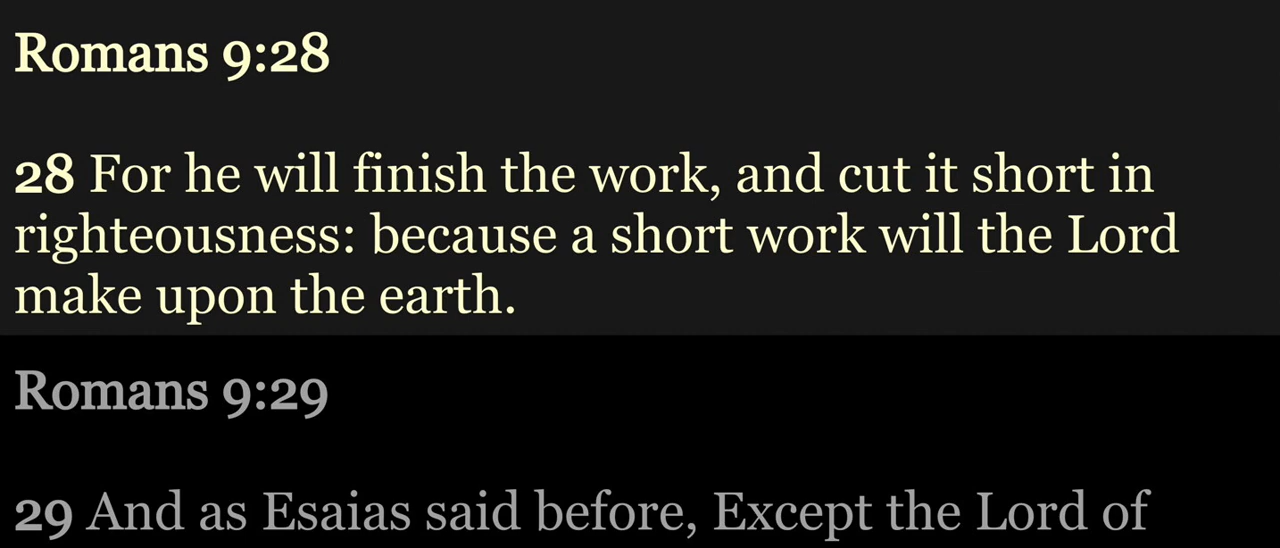 Romans 9:28
28 For he will finish the work, and cut it short in
righteousness: because a short work will the Lord
make upon the earth.
Romans 9:29
29 And as Esaias said before, Except the Lord of